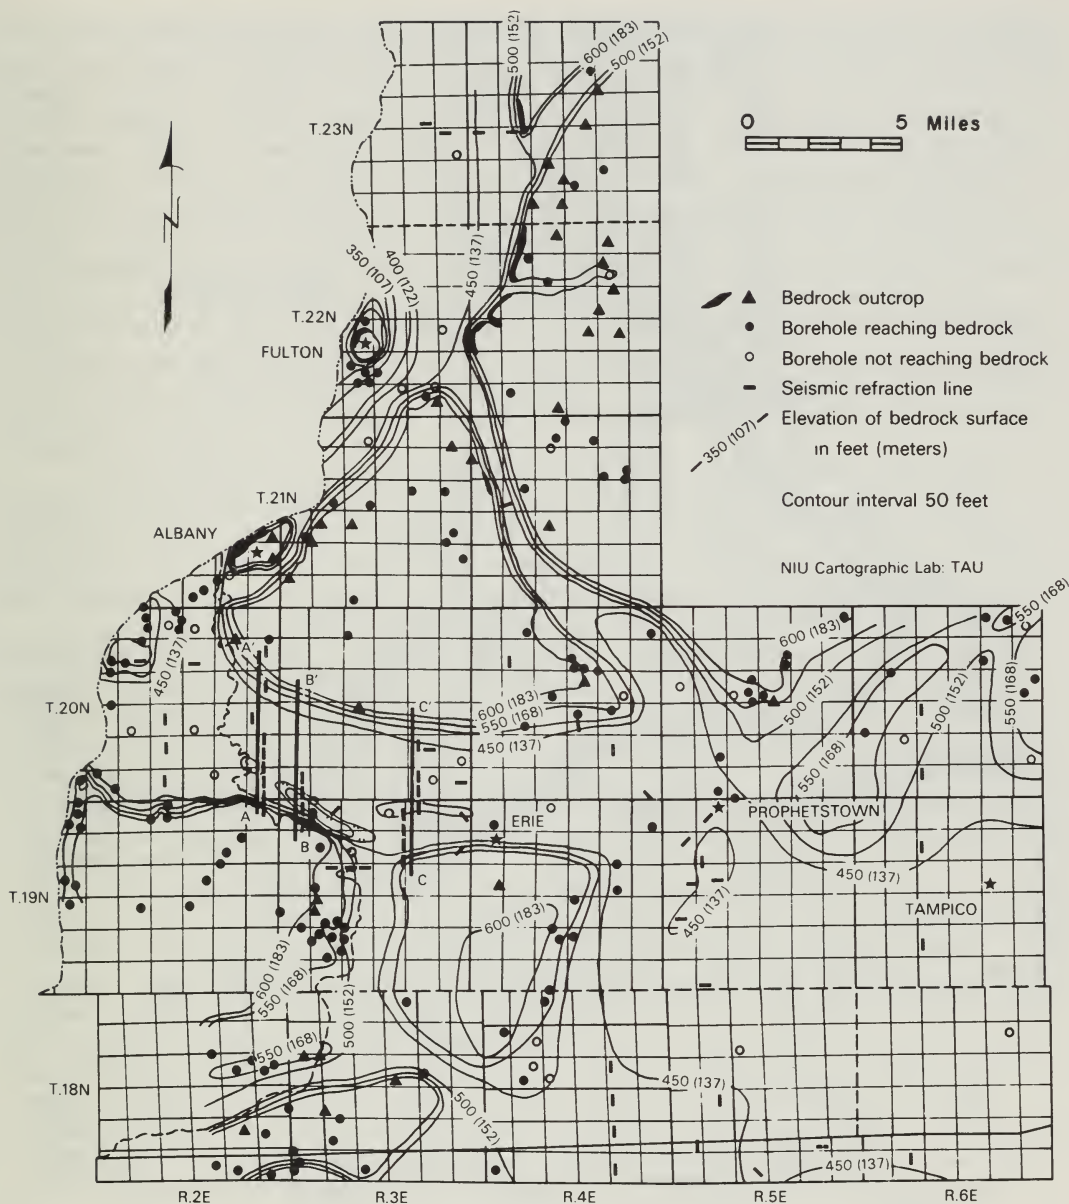 500 (152)
600 (183)
500 (152)
T.23N
0 5 Miles
N
450 (137)
350 (107)
400 (122)
T.22N
FULTON
Bedrock outcrop
Borehole reaching bedrock
Borehole not reaching bedrock
Seismic refraction line
350 (107)
Elevation of bedrock surface
in feet (meters)
Contour interval 50 feet
NIU Cartographic Lab: TAU
T.21N
ALBANY
450 (137)
A'
B'
C'
600 (183)
550 (168)
450 (137)
600 (183)
500 (152)
550 (168)
500 (152)
550 (168)
550 (168)
T.20N
A
B
C
ERIE
PROPHETSTOWN
450 (137)
TAMPICO
450 (137)
T.19N
600 (183)
600 (183)
550 (168)
500 (152)
550 (168)
450 (137)
T.18N
500 (152)
450 (137)
R.2E R.3E R.4E R.5E R.6E